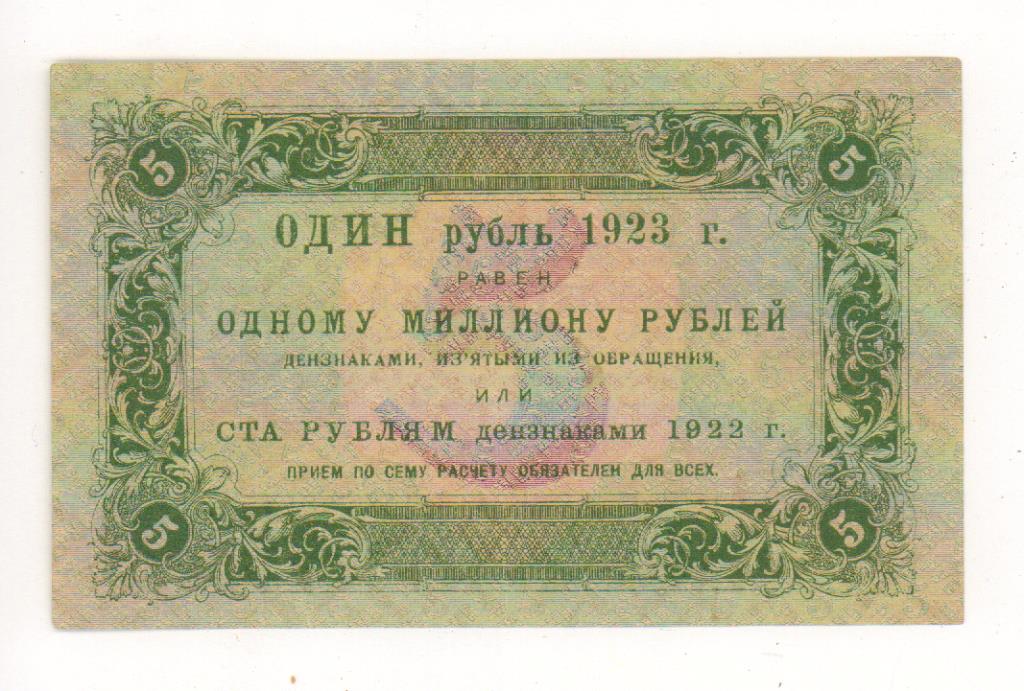 5 5
ОДИН рубль 1923 г.
РАВЕН
ОДНОМУ МИЛЛИОНУ РУБЛЕЙ
ДЕНЗНАКАМИ, ИЗ'ЯТЫМИ ИЗ ОБРАЩЕНИЯ,
ИЛИ
СТА РУБЛЯМ дензнаками 1922 г.
ПРИЕМ ПО СЕМУ РАСЧЕТУ ОБЯЗАТЕЛЕН ДЛЯ ВСЕХ.
5
5 5